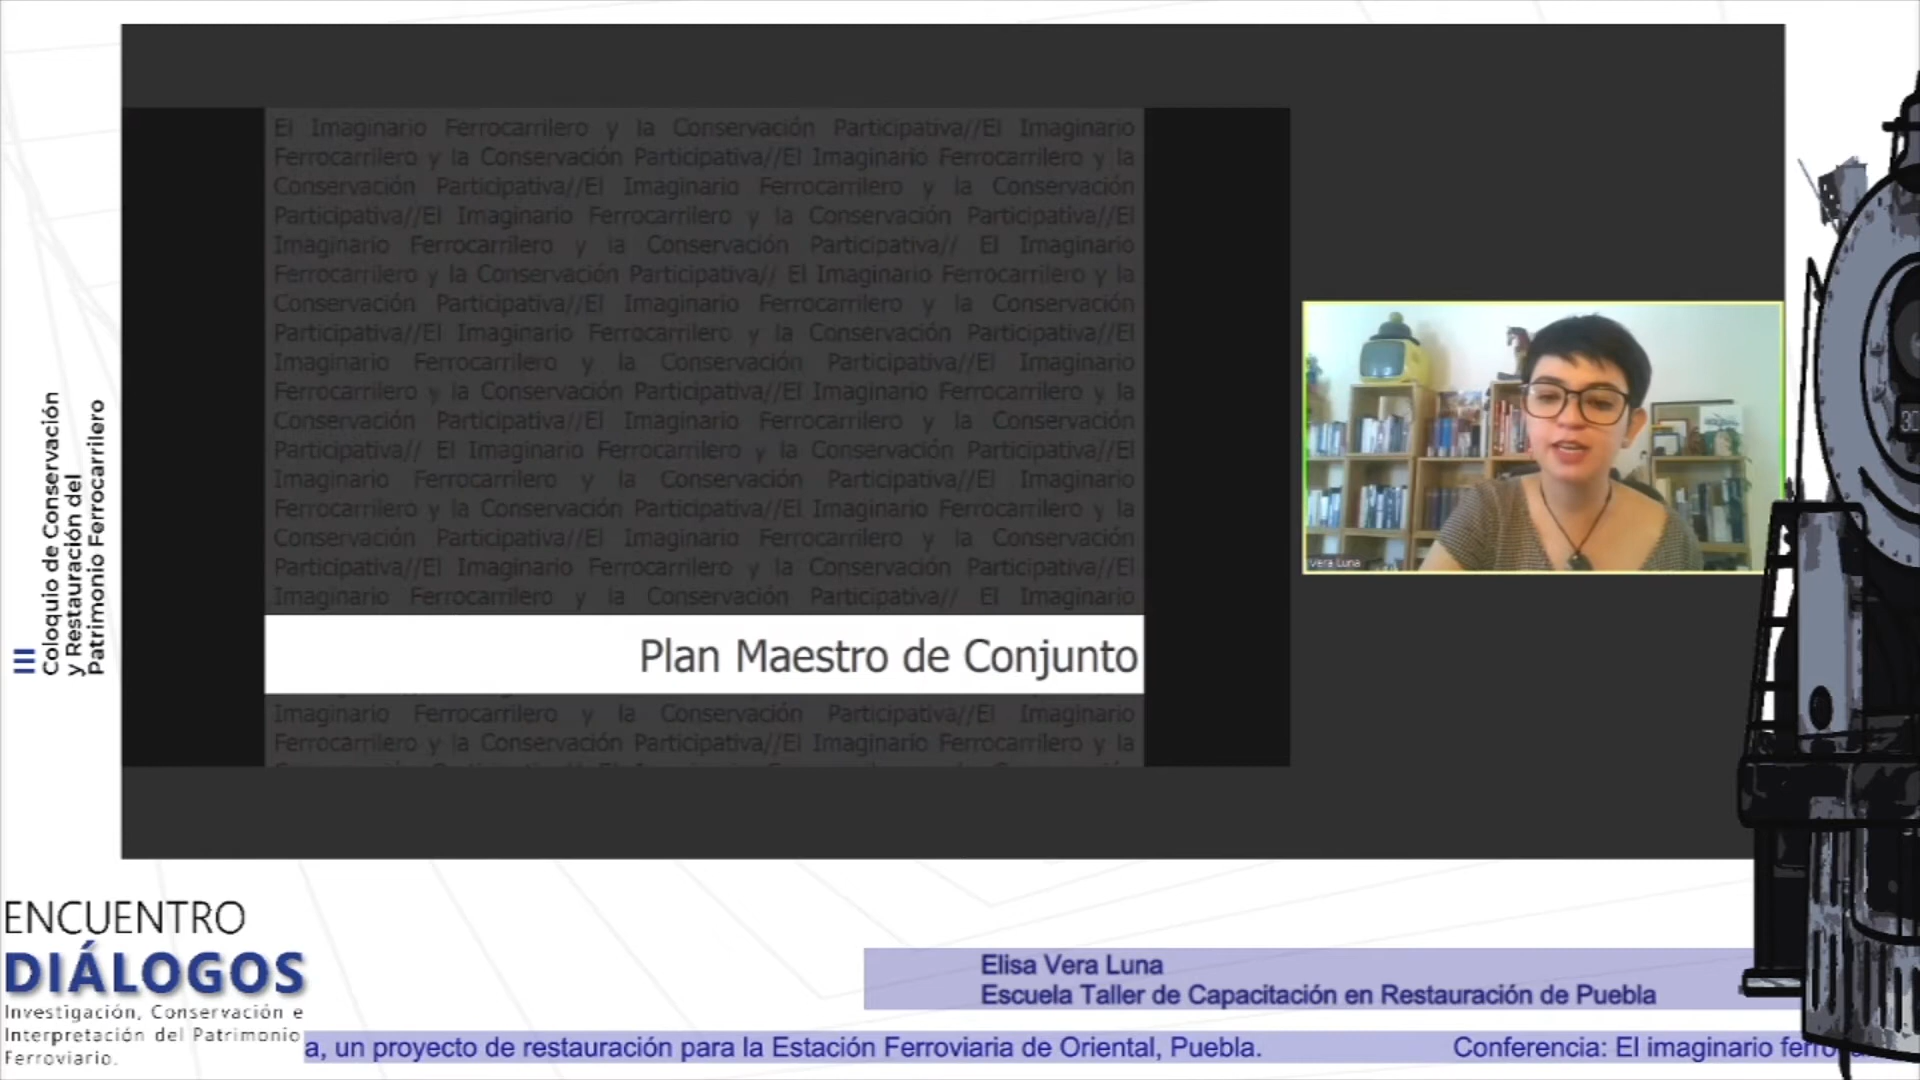 El Imaginario Ferrocarrilero y la Conservación Participativa//El Imaginario
Ferrocarrilero y la Conservación Participativa//El Imaginario Ferrocarrilero y la
Conservación Participativa//El Imaginario Ferrocarrilero y la Conservación
Participativa//El Imaginario Ferrocarrilero y la Conservación Participativa//El
Imaginario Ferrocarrilero y la Conservación Participativa// El Imaginario
Ferrocarrilero y la Conservación Participativa// El Imaginario Ferrocarrilero y la
Conservación Participativa//El Imaginario Ferrocarrilero y la Conservación
Participativa//El Imaginario Ferrocarrilero y la Conservación Participativa//El
Imaginario Ferrocarrilero y la Conservación Participativa//El Imaginario
Ferrocarrilero y la Conservación Participativa//El Imaginario Ferrocarrilero y la
Conservación Participativa//El Imaginario Ferrocarrilero y la Conservación
Participativa// El Imaginario Ferrocarrilero y la Conservación Participativa//El
Imaginario Ferrocarrilero y la Conservación Participativa//El Imaginario
Ferrocarrilero y la Conservación Participativa//El Imaginario Ferrocarrilero y la
Conservación Participativa//El Imaginario Ferrocarrilero y la Conservación
Participativa//El Imaginario Ferrocarrilero y la Conservación Participativa//El
Imaginario Ferrocarrilero y la Conservación Participativa// El Imaginario
Plan Maestro de Conjunto
Imaginario Ferrocarrilero y la Conservación Participativa//El Imaginario
Ferrocarrilero y la Conservación Participativa//El Imaginario Ferrocarrilero y la
Vera Luna
III
Coloquio de Conservación
y Restauración del
Patrimonio Ferrocarrilero
ENCUENTRO
DIÁLOGOS
Investigación, Conservación e
Interpretación del Patrimonio
Ferroviario.
Elisa Vera Luna
Escuela Taller de Capacitación en Restauración de Puebla
a, un proyecto de restauración para la Estación Ferroviaria de Oriental, Puebla. Conferencia: El imaginario